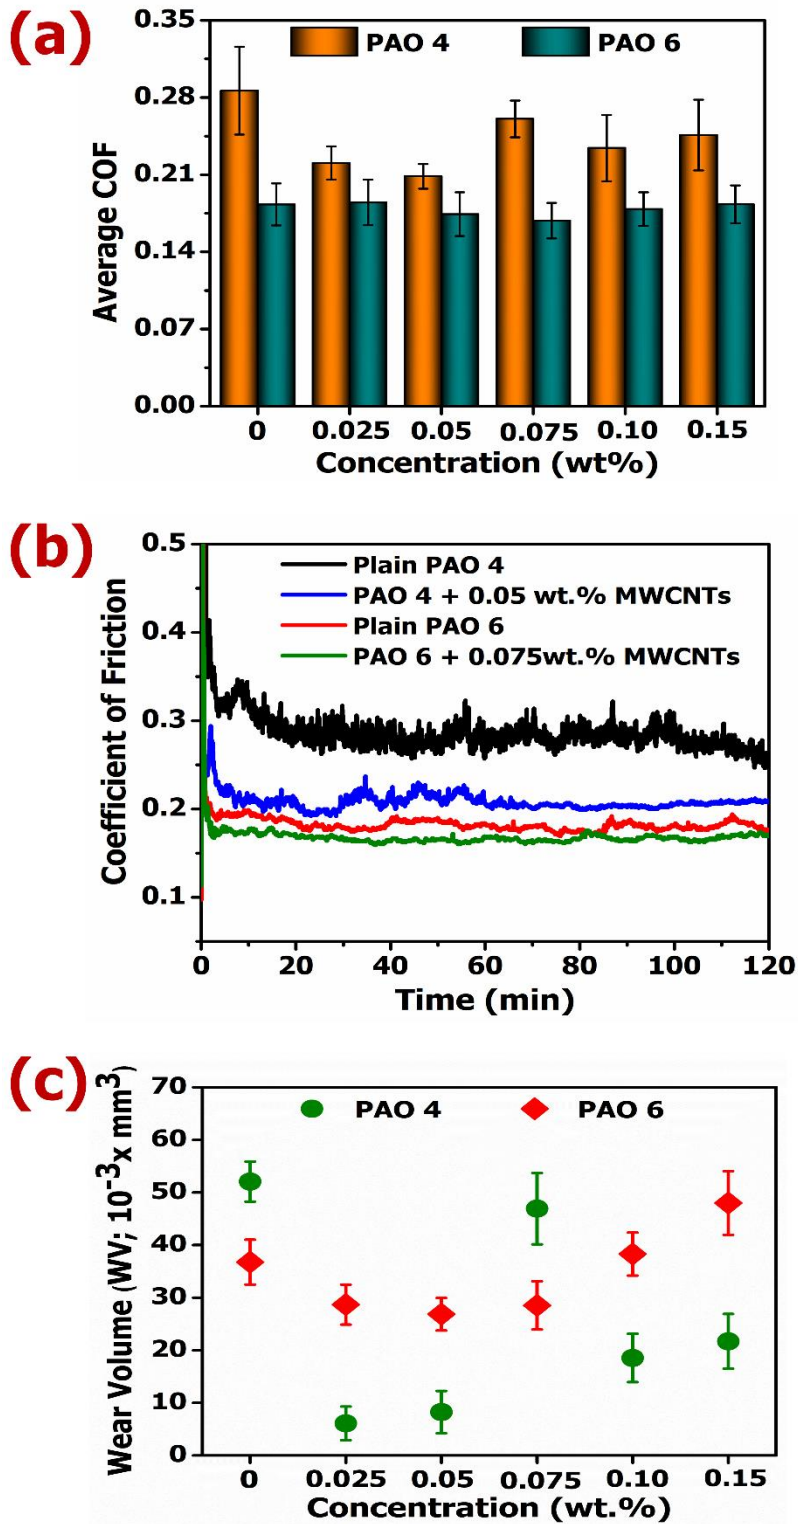 (a)
PAO 4
PAO 6
Average COF
0.35
0.28
0.21
0.14
0.07
0.00
0
0.025
0.05
0.075
0.10
0.15
Concentration (wt%)
(b)
Plain PAO 4
PAO 4 + 0.05 wt.% MWCNTs
Plain PAO 6
PAO 6 + 0.075wt.% MWCNTs
Coefficient of Friction
0.5
0.4
0.3
0.2
0.1
0
20
40
60
80
100
120
Time (min)
(c)
PAO 4
PAO 6
Wear Volume (WV; 10⁻³x mm³)
70
60
50
40
30
20
10
0
0
0.025
0.05
0.075
0.10
0.15
Concentration (wt.%)